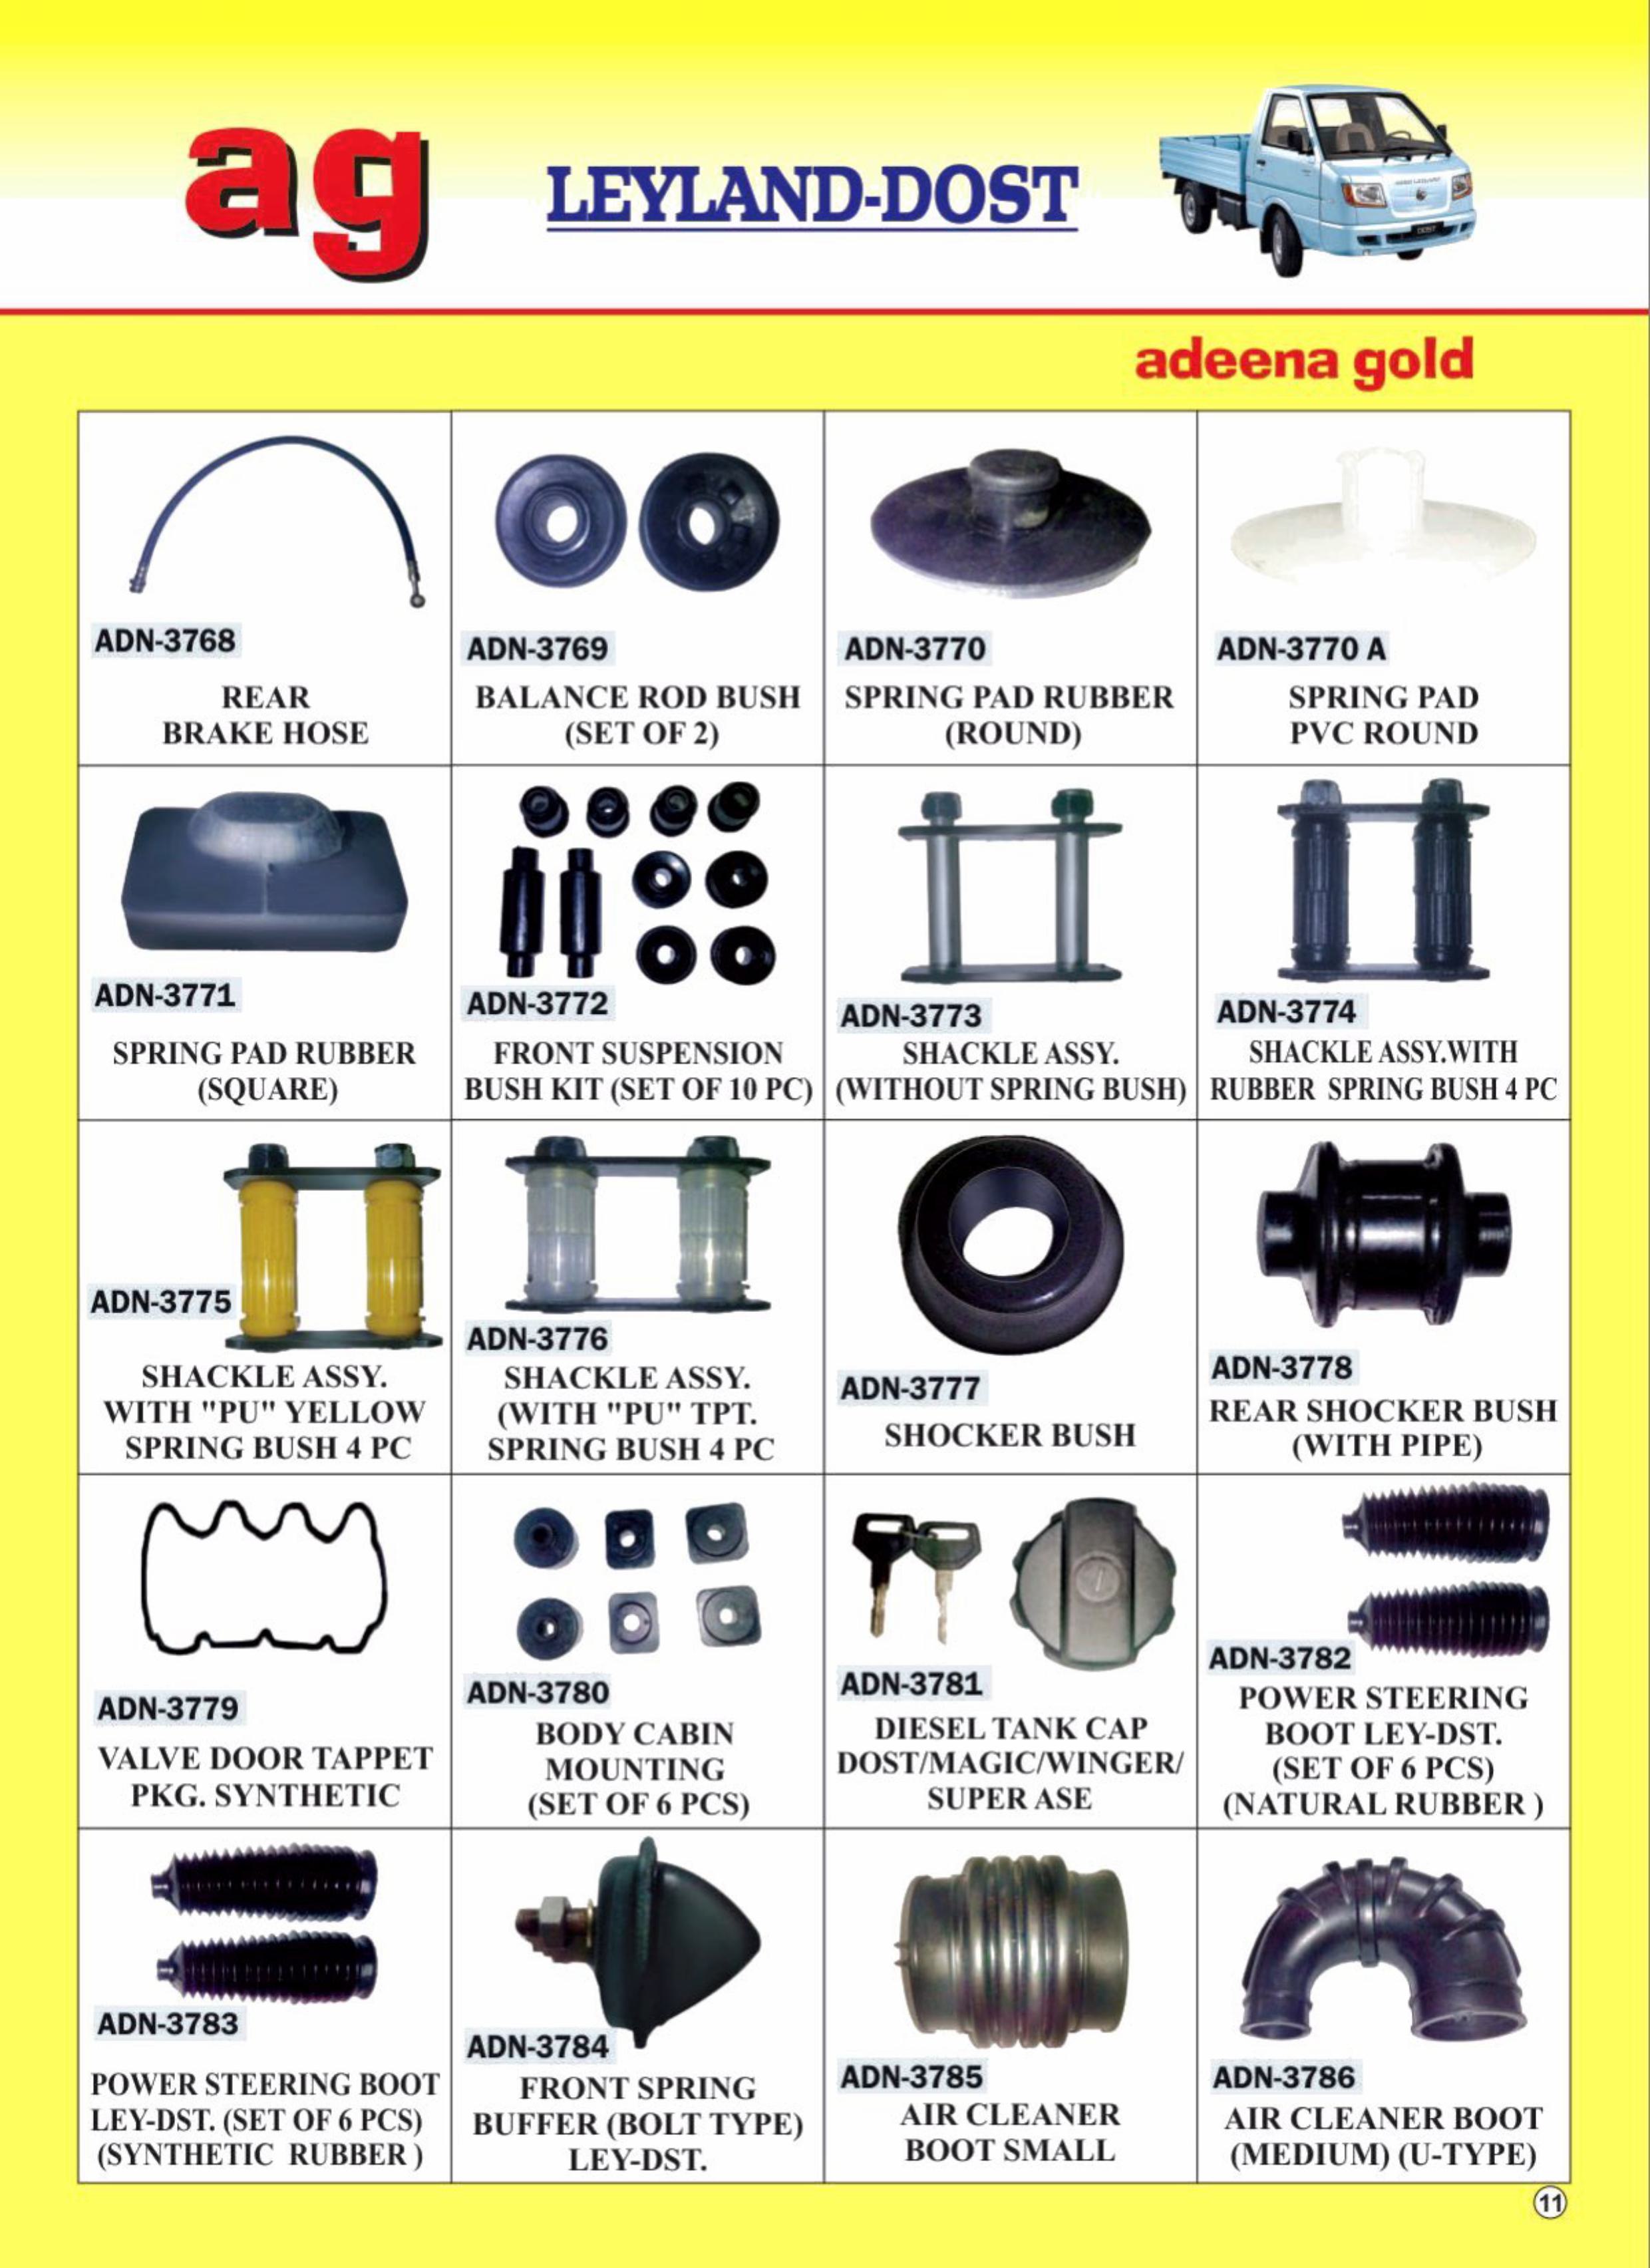 ag
LEYLAND-DOST
DOST
adeena gold
ADN-3768
REAR
BRAKE HOSE
ADN-3769
BALANCE ROD BUSH
(SET OF 2)
ADN-3770
SPRING PAD RUBBER
(ROUND)
ADN-3770 A
SPRING PAD
PVC ROUND
ADN-3771
SPRING PAD RUBBER
(SQUARE)
ADN-3772
FRONT SUSPENSION
BUSH KIT (SET OF 10 PC)
ADN-3773
SHACKLE ASSY.
(WITHOUT SPRING BUSH)
ADN-3774
SHACKLE ASSY.WITH
RUBBER SPRING BUSH 4 PC
ADN-3775
SHACKLE ASSY.
WITH "PU" YELLOW
SPRING BUSH 4 PC
ADN-3776
SHACKLE ASSY.
(WITH "PU" TPT.
SPRING BUSH 4 PC
ADN-3777
SHOCKER BUSH
ADN-3778
REAR SHOCKER BUSH
(WITH PIPE)
ADN-3779
VALVE DOOR TAPPET
PKG. SYNTHETIC
ADN-3780
BODY CABIN
MOUNTING
(SET OF 6 PCS)
ADN-3781
DIESEL TANK CAP
DOST/MAGIC/WINGER/
SUPER ASE
ADN-3782
POWER STEERING
BOOT LEY-DST.
(SET OF 6 PCS)
(NATURAL RUBBER )
ADN-3783
POWER STEERING BOOT
LEY-DST. (SET OF 6 PCS)
(SYNTHETIC RUBBER )
ADN-3784
FRONT SPRING
BUFFER (BOLT TYPE)
LEY-DST.
ADN-3785
AIR CLEANER
BOOT SMALL
ADN-3786
AIR CLEANER BOOT
(MEDIUM) (U-TYPE)
11